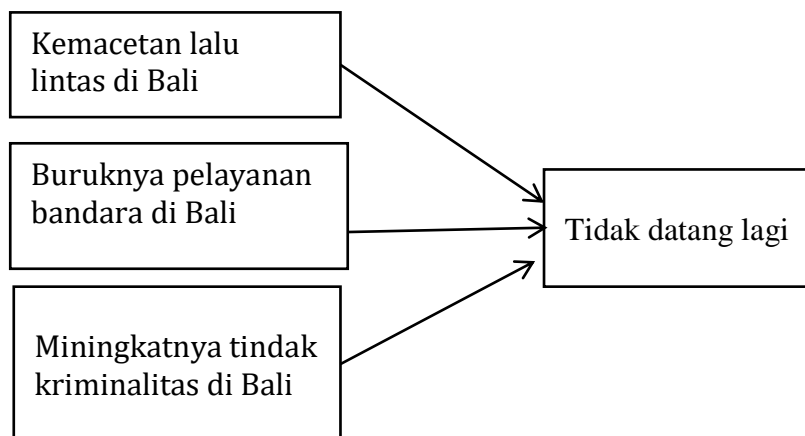 Kemacetan lalu
lintas di Bali
Buruknya pelayanan
bandara di Bali
Tidak datang lagi
Miningkatnya tindak
kriminalitas di Bali